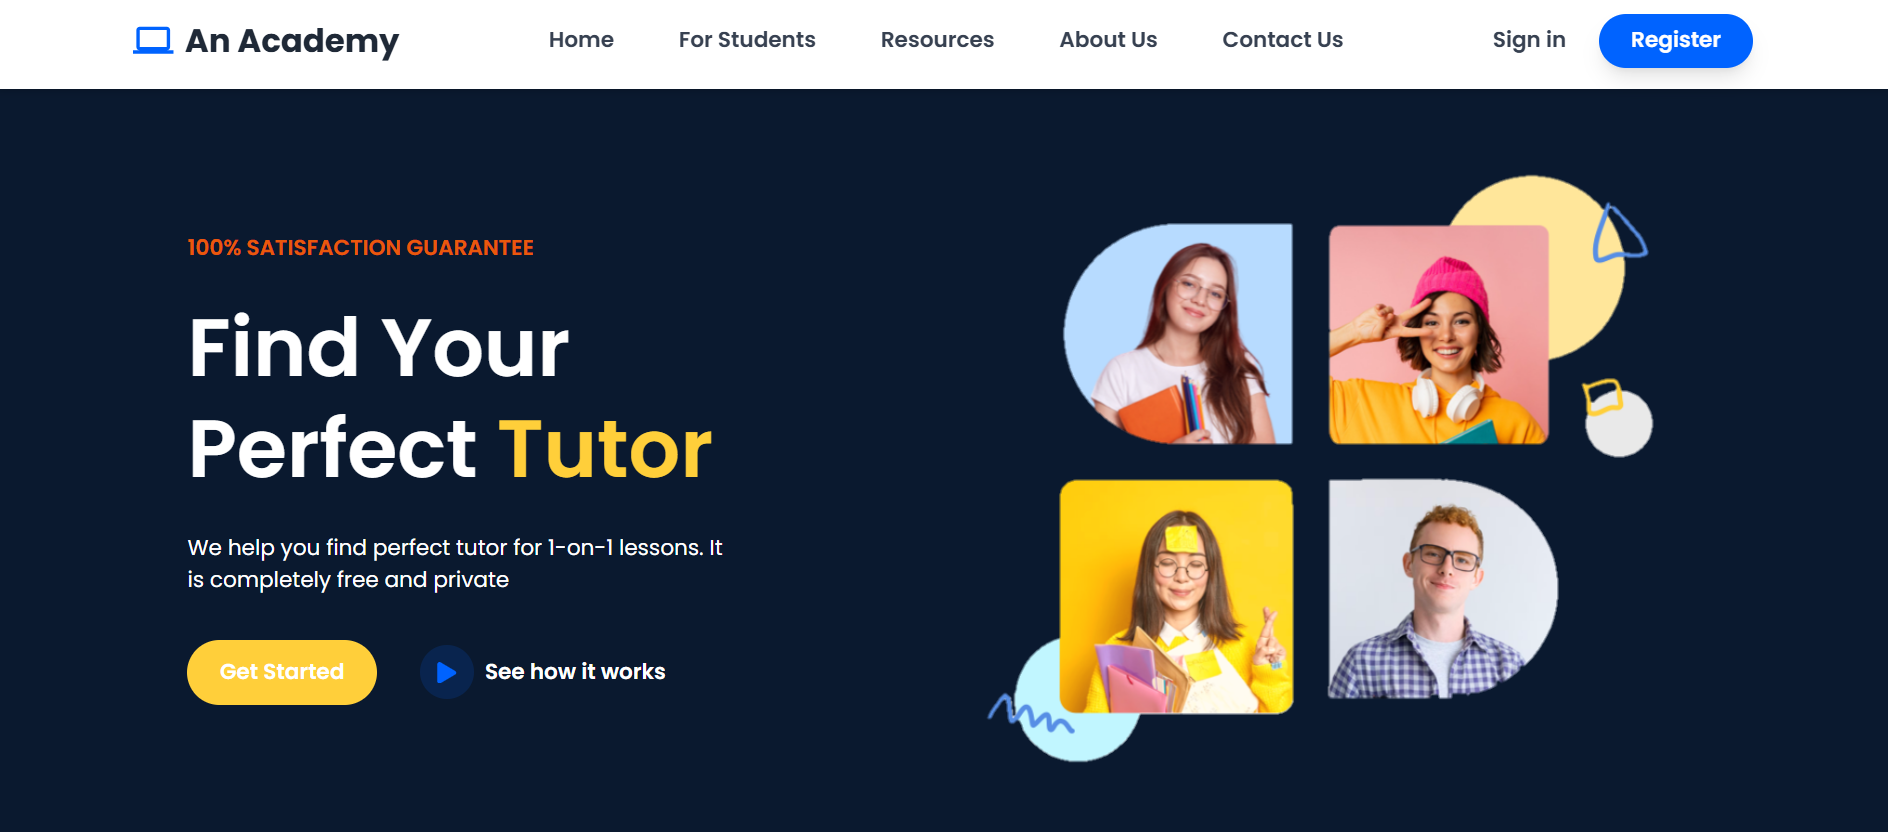 An Academy
Home
For Students
Resources
About Us
Contact Us
Sign in
Register
100% SATISFACTION GUARANTEE
Find Your
Perfect Tutor
We help you find perfect tutor for 1-on-1 lessons. It
is completely free and private
Get Started
See how it works